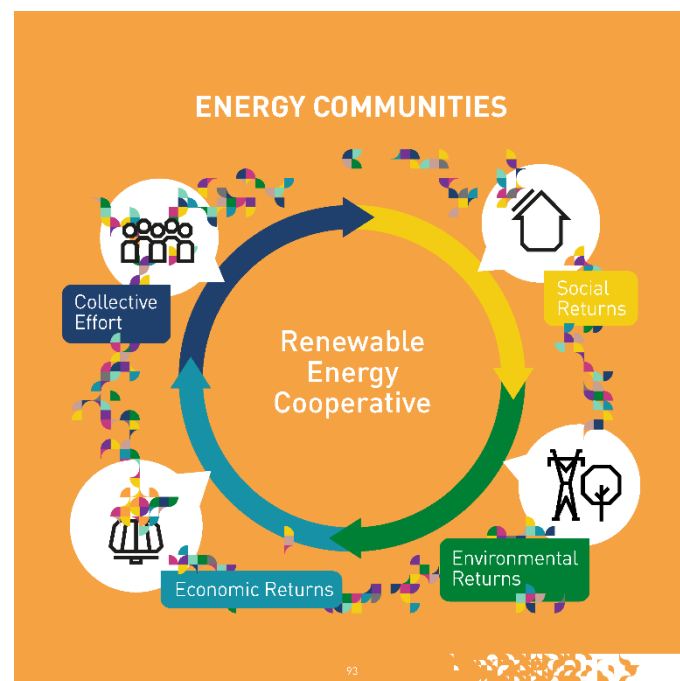 ENERGY COMMUNITIES
Collective
Effort
Social
Returns
Renewable
Energy
Cooperative
Environmental
Returns
Economic Returns
93